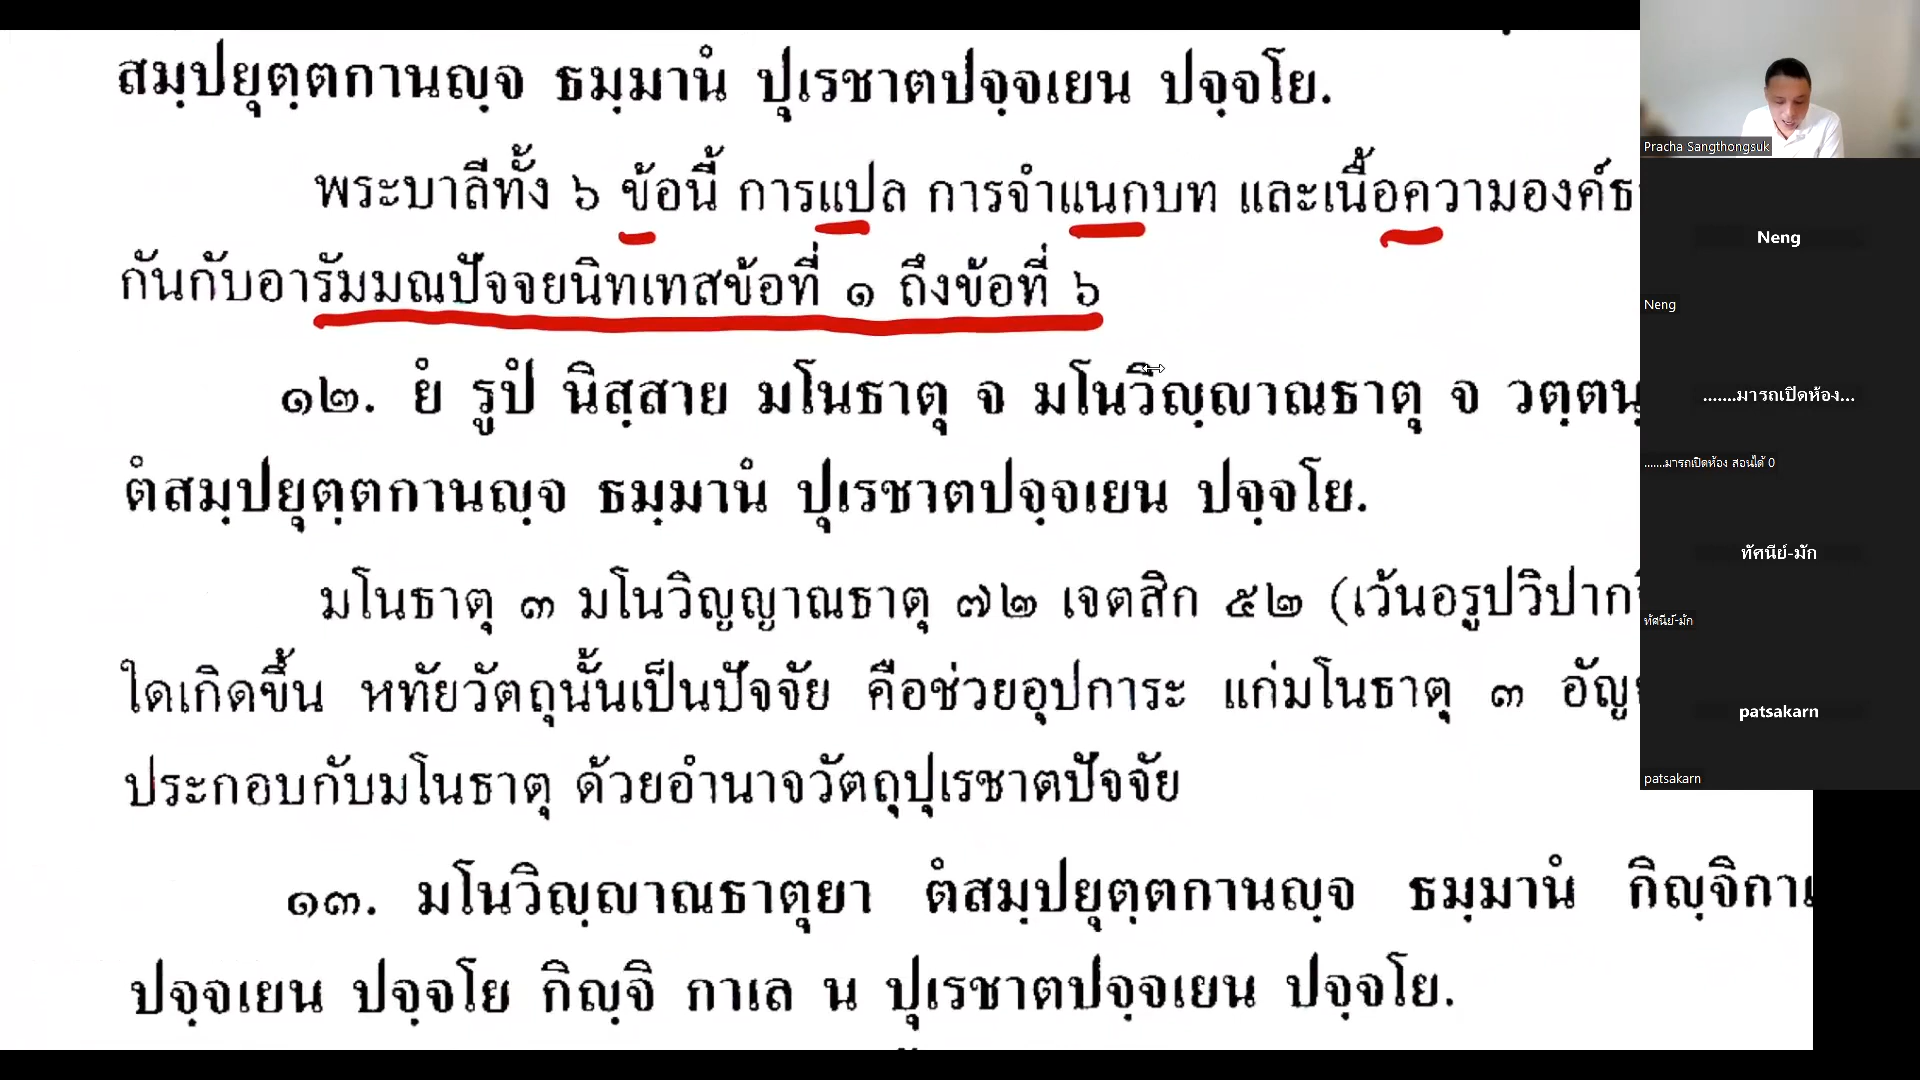 สมฺปยุตฺตกานญฺจ ธมฺมานํ ปุเรชาตปจฺจเยน ปจฺจโย.
พระบาลีทั้ง ๖ ข้อนี้ การแปล การจำแนกบท และเนื้อความองค์ธ
กันกับอารัมมณปัจจยนิทเทสข้อที่ ๑ ถึงข้อที่ ๖
๑๒. ยํ รูปํ นิสฺสาย มโนธาตุ จ มโนวิญฺญาณธาตุ จ วตฺตนฺ
ตํสมฺปยุตฺตกานญฺจ ธมฺมานํ ปุเรชาตปจฺจเยน ปจฺจโย.
มโนธาตุ ๓ มโนวิญญาณธาตุ ๗๒ เจตสิก ๕๒ (เว้นอรูปวิปาก
ใดเกิดขึ้น หทัยวัตถุนั้นเป็นปัจจัย คือช่วยอุปการะ แก่มโนธาตุ ๓ อัญ
ประกอบกับมโนธาตุ ด้วยอำนาจวัตถุปุเรชาตปัจจัย
๑๓. มโนวิญฺญาณธาตุยา ตํสมฺปยุตฺตกานญฺจ ธมฺมานํ กิญฺจิกาเ
ปจฺจเยน ปจฺจโย กิญฺจิ กาเล น ปุเรชาตปจฺจเยน ปจฺจโย.
Pracha Sangthongsuk
Neng
Neng
.......มารถเปิดห้อง...
.......มารถเปิดห้อง สอนได้ 0
ทัศนีย์-มัก
ทัศนีย์-มัก
patsakarn
patsakarn